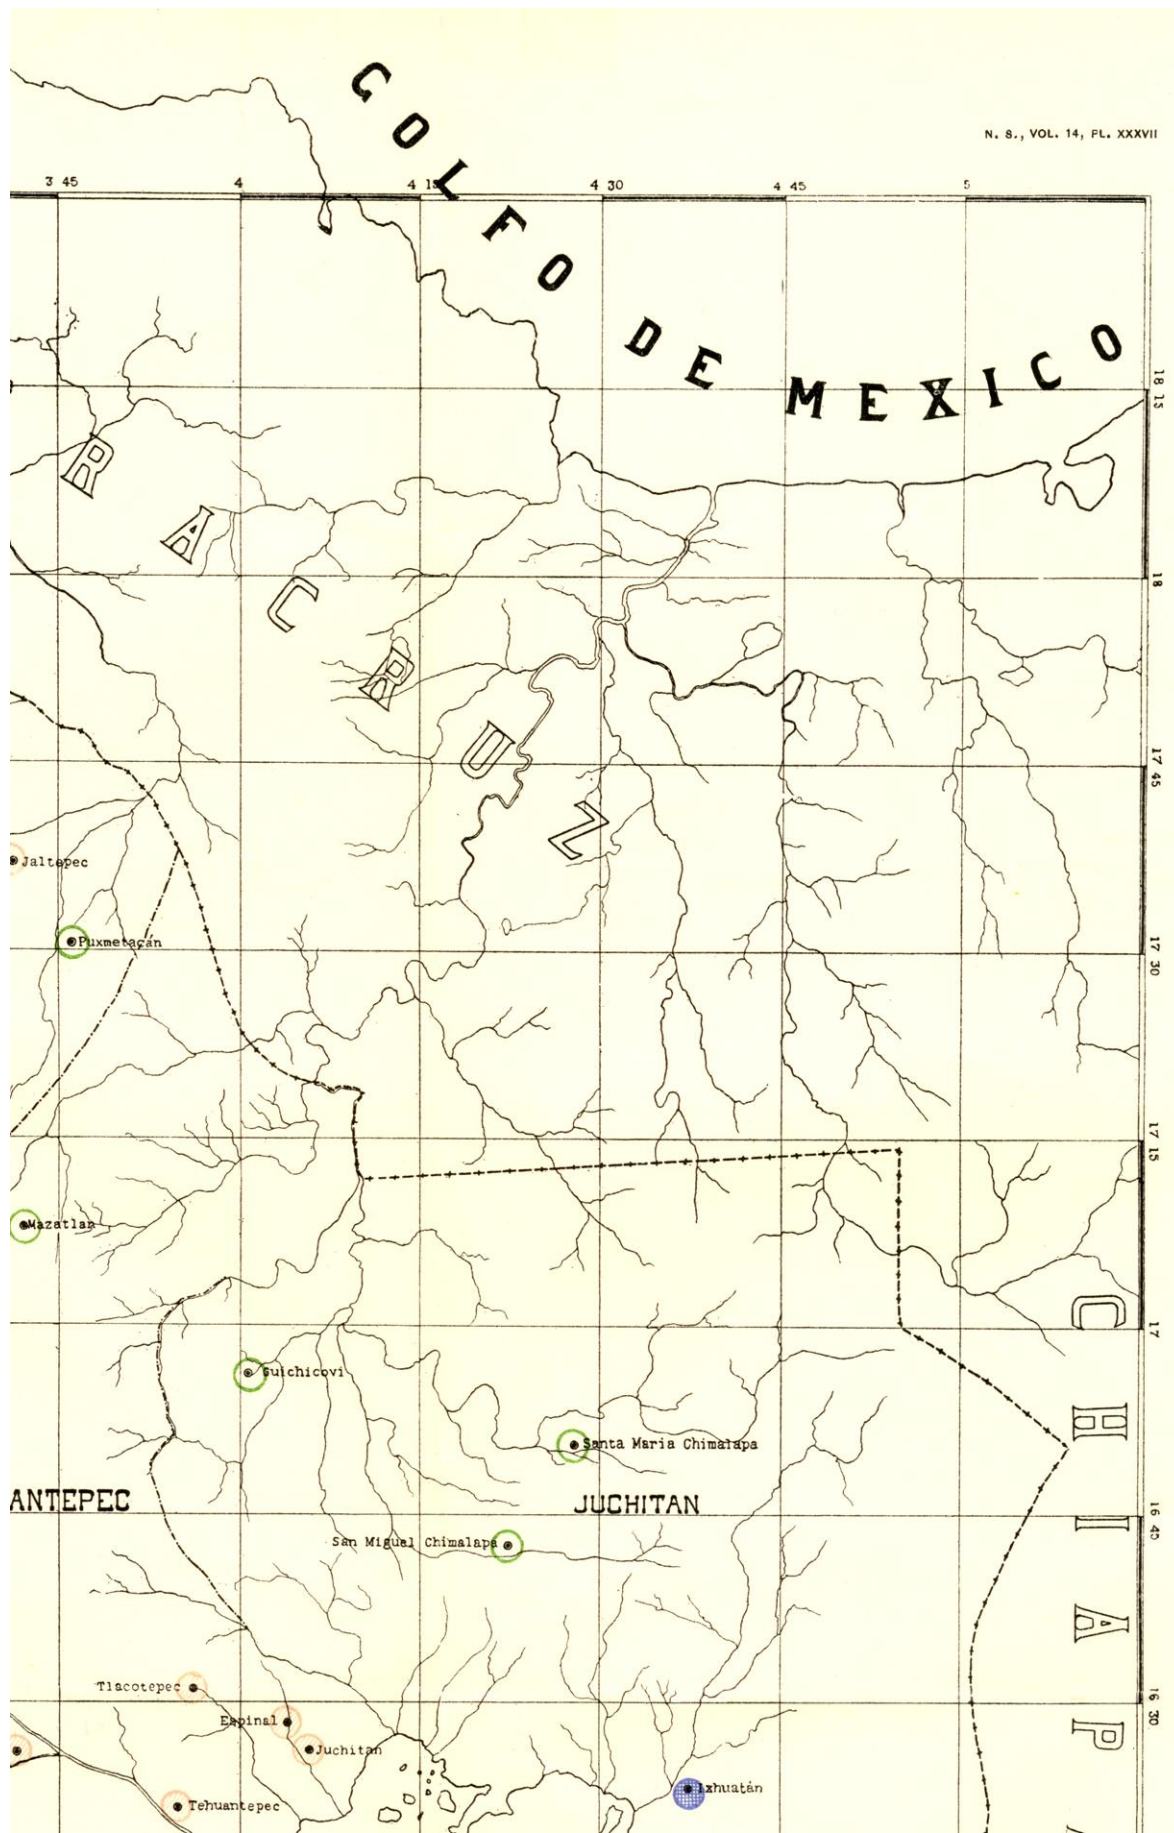 GOLFO DE MEXICO
N. S., VOL. 14, PL. XXXVII
3 45
4
4 15
4 30
4 45
5
18 15
RACRUZ
18
17 45
Jaltepec
Puxmetacán
17 30
17 15
Mazatlan
CHIAP
17
Guichicovi
Santa Maria Chimalapa
ANTEPEC
JUCHITAN
16 45
San Miguel Chimalapa
Tlacotepec
16 30
Espinal
Juchitan
Ixhuatán
Tehuantepec